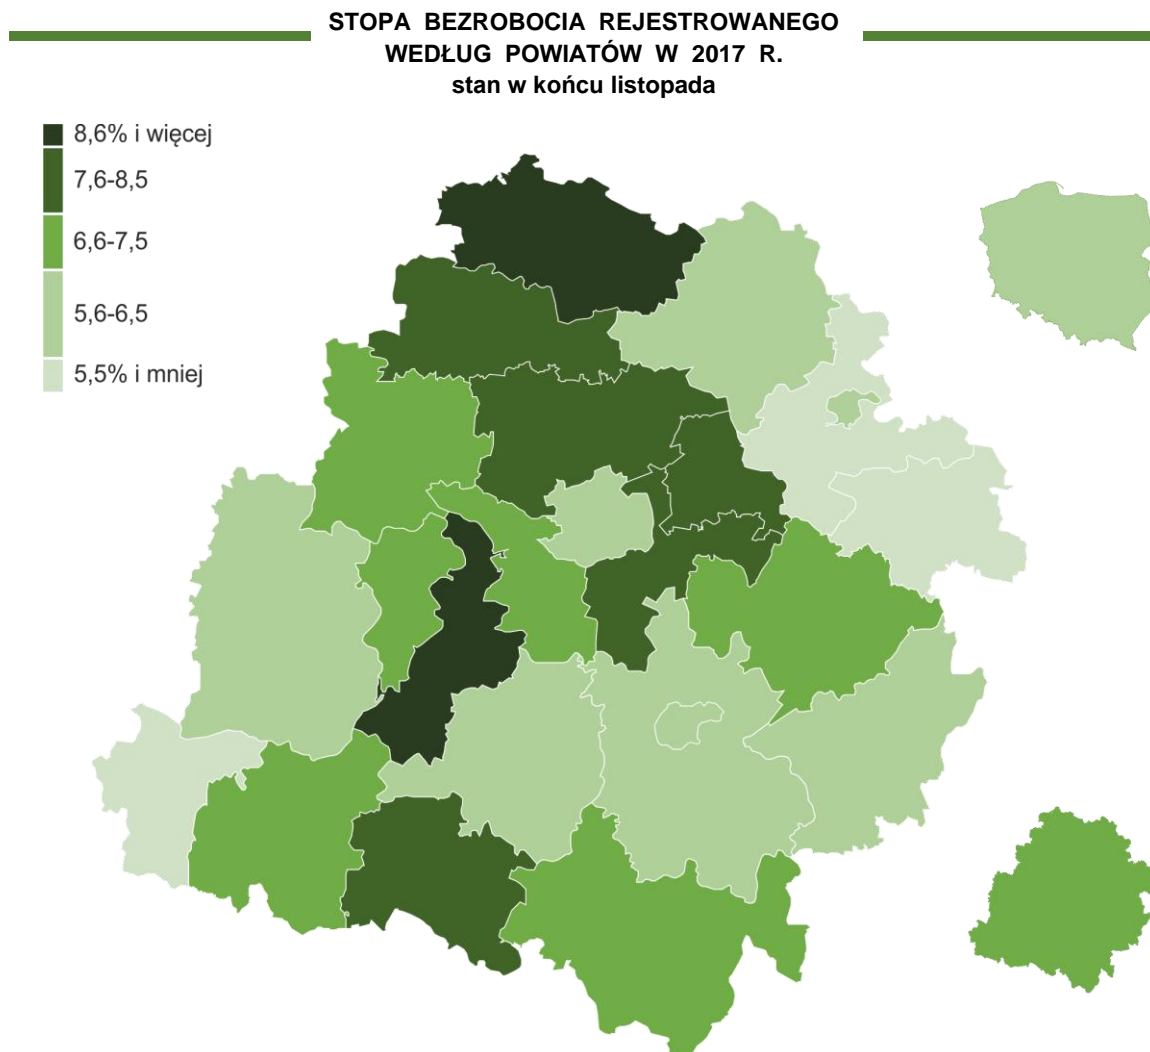 STOPA BEZROBOCIA REJESTROWANEGO
WEDŁUG POWIATÓW W 2017 R.
stan w końcu listopada
8,6% i więcej
7,6-8,5
6,6-7,5
5,6-6,5
5,5% i mniej